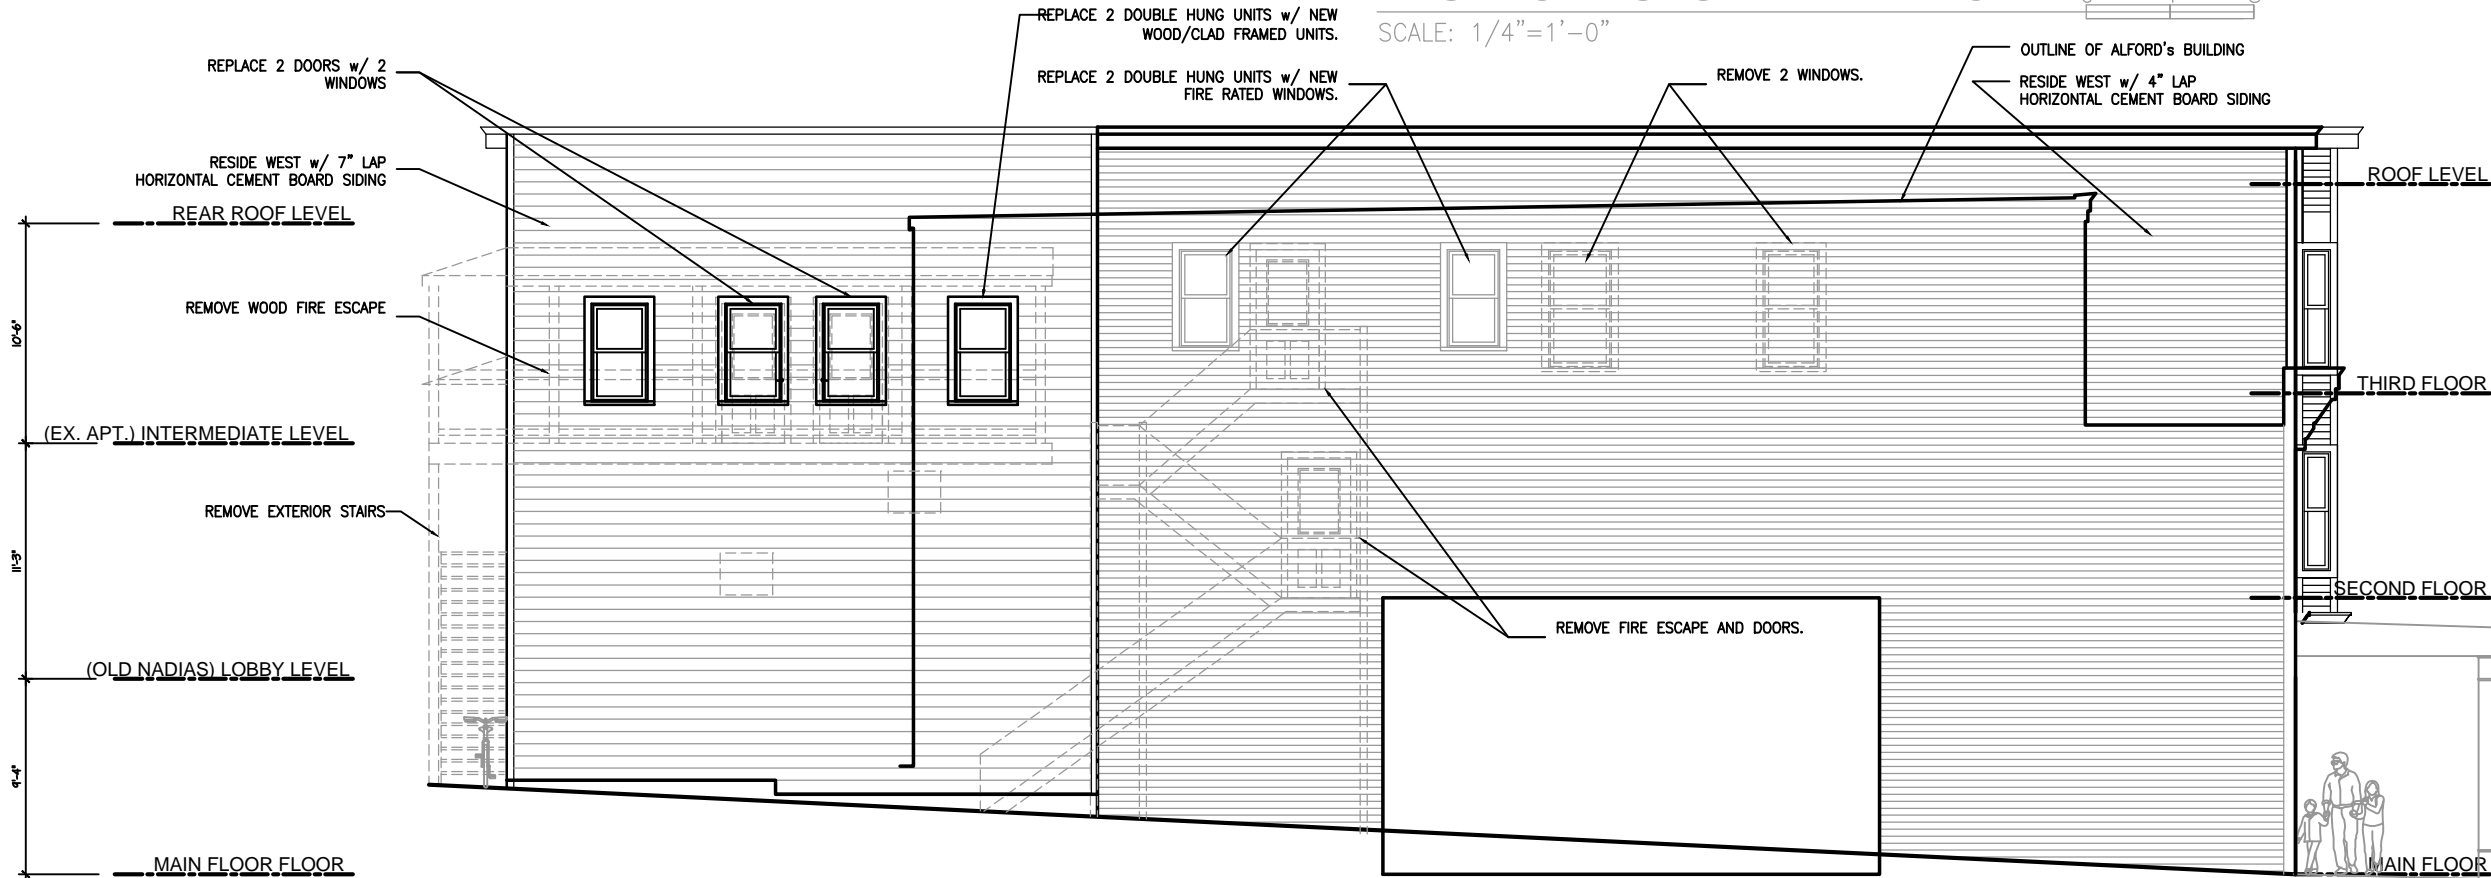 REPLACE 2 DOUBLE HUNG UNITS w/ NEW
WOOD/CLAD FRAMED UNITS.
SCALE: 1/4"=1'-0"
REPLACE 2 DOORS w/ 2
WINDOWS
REPLACE 2 DOUBLE HUNG UNITS w/ NEW
FIRE RATED WINDOWS.
REMOVE 2 WINDOWS.
OUTLINE OF ALFORD's BUILDING
RESIDE WEST w/ 4" LAP
HORIZONTAL CEMENT BOARD SIDING
RESIDE WEST w/ 7" LAP
HORIZONTAL CEMENT BOARD SIDING
ROOF LEVEL
REAR ROOF LEVEL
REMOVE WOOD FIRE ESCAPE
10'-6"
THIRD FLOOR
(EX. APT.) INTERMEDIATE LEVEL
REMOVE EXTERIOR STAIRS
11'-3"
SECOND FLOOR
REMOVE FIRE ESCAPE AND DOORS.
(OLD NADIAS) LOBBY LEVEL
9'-4"
MAIN FLOOR FLOOR
MAIN FLOOR